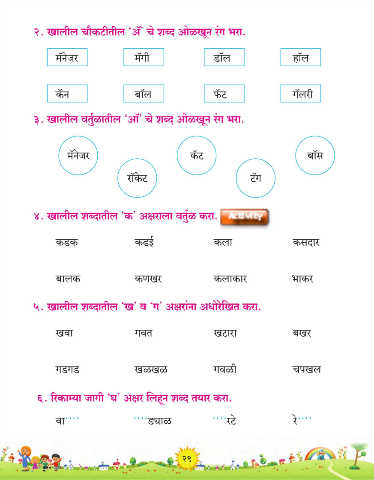 २. खालील चौकटीतील 'अॅ' चे शब्द ओळखून रंग भरा.
मॅनेजर मॅगी डॉल हॉल
कॅन बॉल फॅट गॅलरी
३. खालील वर्तुळातील 'ऑ' चे शब्द ओळखून रंग भरा.
मॅनेजर कॅट बॉस
रॉकेट टॅग
४. खालील शब्दातील 'क' अक्षराला वर्तुळ करा. Activity
कडक कडई कला कसदार
बालक कणखर कलाकार भाकर
५. खालील शब्दातील 'ख' व 'ग' अक्षरांना अधोरेखित करा.
खवा गवत खटारा बखर
गडगड खळखळ गवळी चपखल
६. रिकाम्या जागी 'घ' अक्षर लिहून शब्द तयार करा.
वा···· ····ड्याळ ····रटे रे····
२९